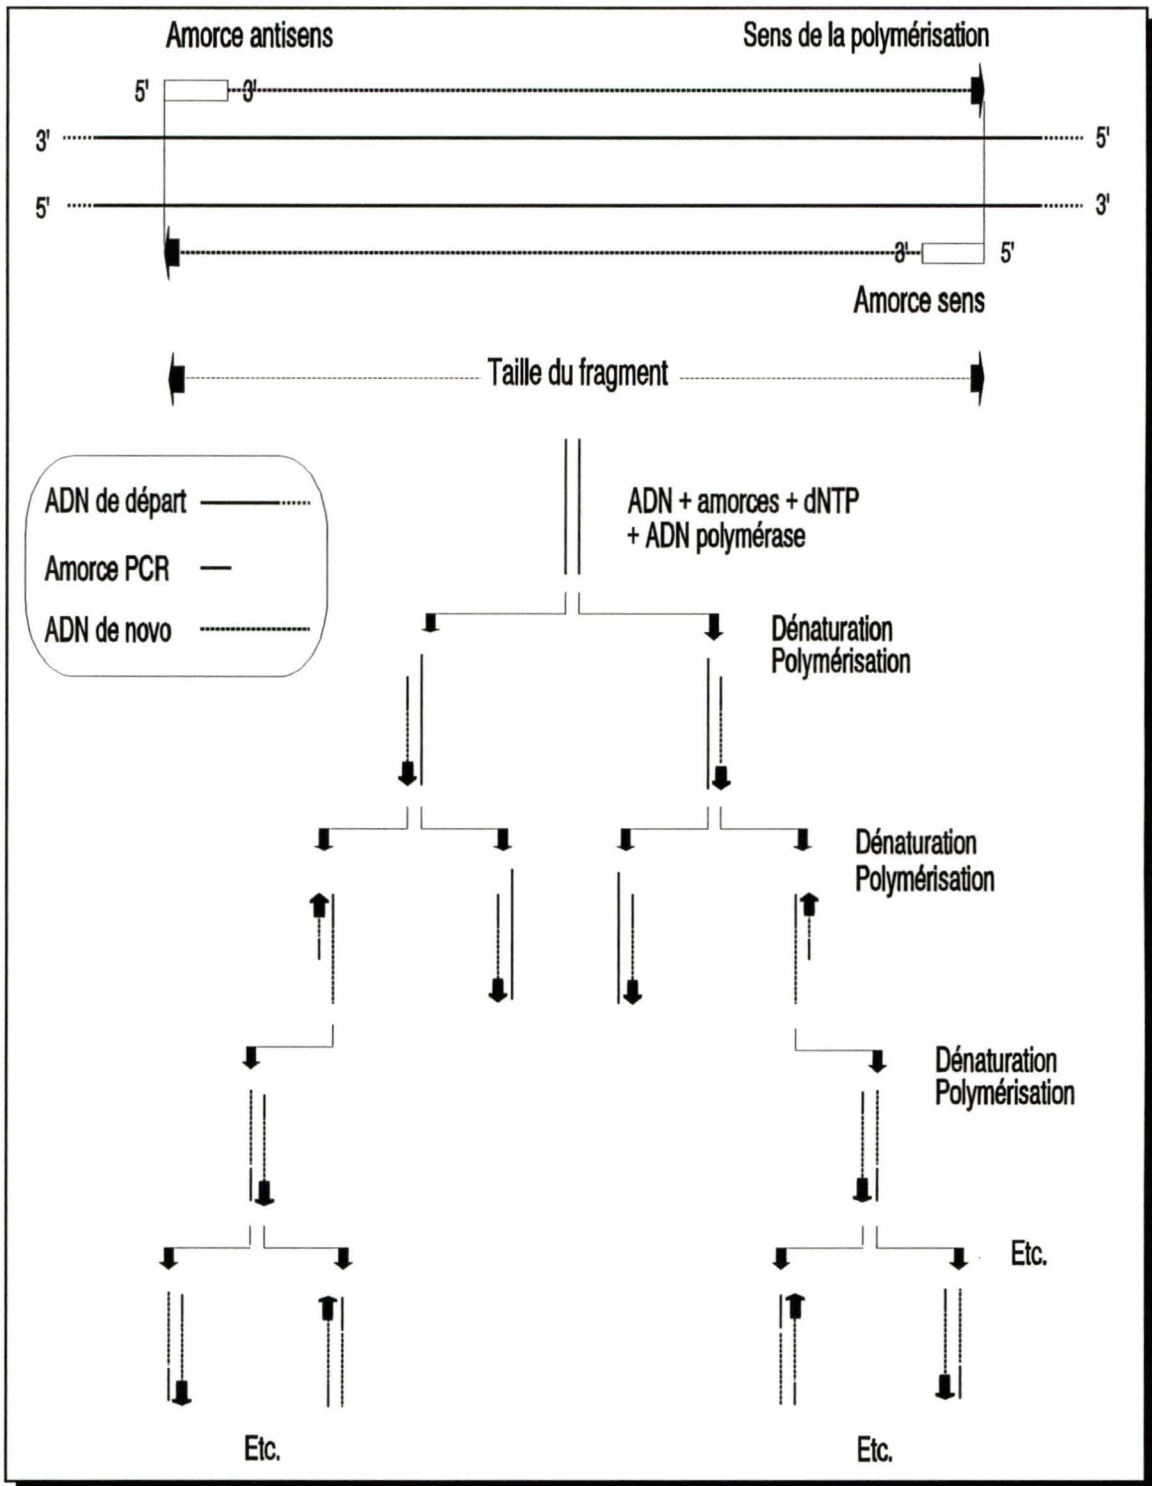 Amorce antisens
Sens de la polymérisation
5' 3'
3' 5'
5' 3'
3' 5'
Amorce sens
Taille du fragment
ADN de départ
Amorce PCR
ADN de novo
ADN + amorces + dNTP
+ ADN polymérase
Dénaturation
Polymérisation
Dénaturation
Polymérisation
Dénaturation
Polymérisation
Etc.
Etc.
Etc.